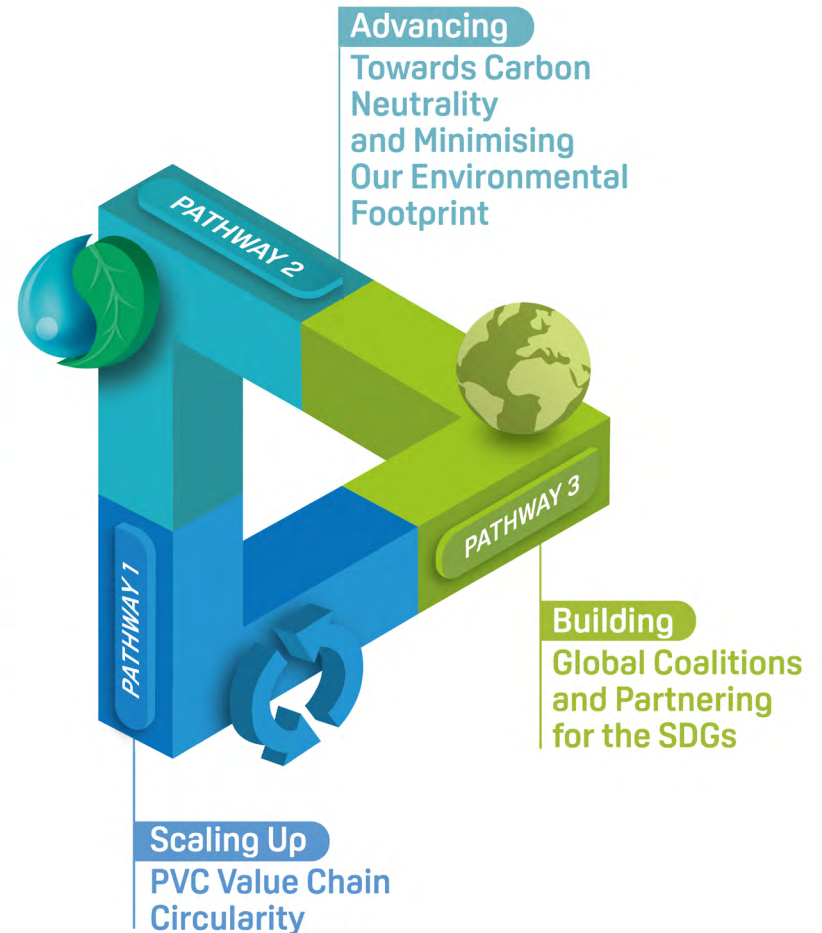 Advancing
Towards Carbon
Neutrality
and Minimising
Our Environmental
Footprint
PATHWAY 2
PATHWAY 3
PATHWAY 1
Building
Global Coalitions
and Partnering
for the SDGs
Scaling Up
PVC Value Chain
Circularity